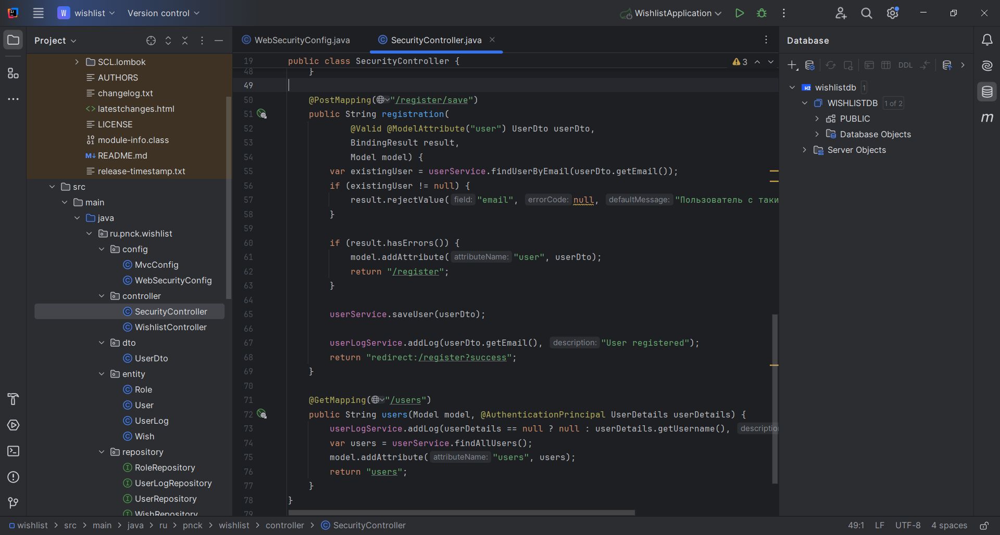 W wishlist Version control WishlistApplication
Project
SCL.lombok
AUTHORS
changelog.txt
<> latestchanges.html
LICENSE
10 01 module-info.class
M↓ README.md
release-timestamp.txt
src
main
java
ru.pnck.wishlist
config
C MvcConfig
C WebSecurityConfig
controller
C SecurityController
C WishlistController
dto
C UserDto
entity
C Role
C User
C UserLog
C Wish
repository
I RoleRepository
I UserLogRepository
I UserRepository
I WishRepository
C WebSecurityConfig.java C SecurityController.java
19 public class SecurityController { 3
48 }
49
50 @PostMapping("/register/save")
51 public String registration(
52 @Valid @ModelAttribute("user") UserDto userDto,
53 BindingResult result,
54 Model model) {
55 var existingUser = userService.findUserByEmail(userDto.getEmail());
56 if (existingUser != null) {
57 result.rejectValue( field: "email", errorCode: null, defaultMessage: "Пользователь с таки
58 }
59
60 if (result.hasErrors()) {
61 model.addAttribute( attributeName: "user", userDto);
62 return "/register";
63 }
64
65 userService.saveUser(userDto);
66
67 userLogService.addLog(userDto.getEmail(), description: "User registered");
68 return "redirect:/register?success";
69 }
70
71 @GetMapping("/users")
72 public String users(Model model, @AuthenticationPrincipal UserDetails userDetails) {
73 userLogService.addLog(userDetails == null ? null : userDetails.getUsername(), descriptio
74 var users = userService.findAllUsers();
75 model.addAttribute( attributeName: "users", users);
76 return "users";
77 }
78 }
79
Database
DDL
H2 wishlistdb 1
WISHLISTDB 1 of 2
PUBLIC
Database Objects
Server Objects
m
wishlist > src > main > java > ru > pnck > wishlist > controller > C SecurityController
49:1 LF UTF-8 4 spaces